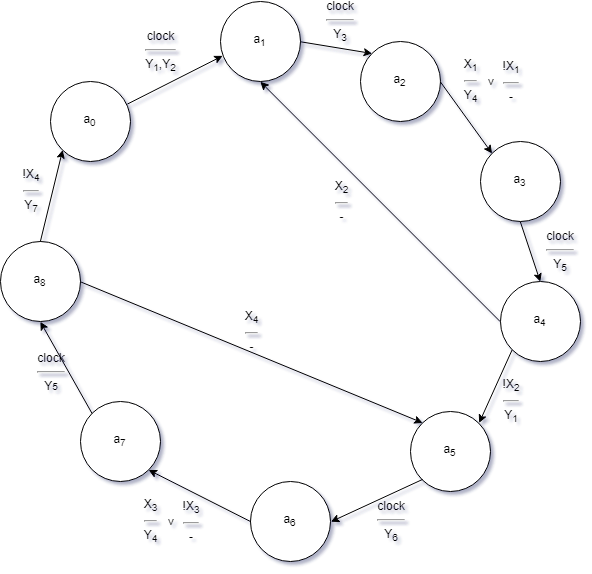 clock
Y3
a1
clock
Y1,Y2
a2
X1 v !X1
Y4 -
a0
!X4
Y7
a3
X2
-
clock
Y5
a8
a4
X4
-
clock
Y5
!X2
Y1
a7
a5
X3 v !X3
Y4 -
a6
clock
Y6